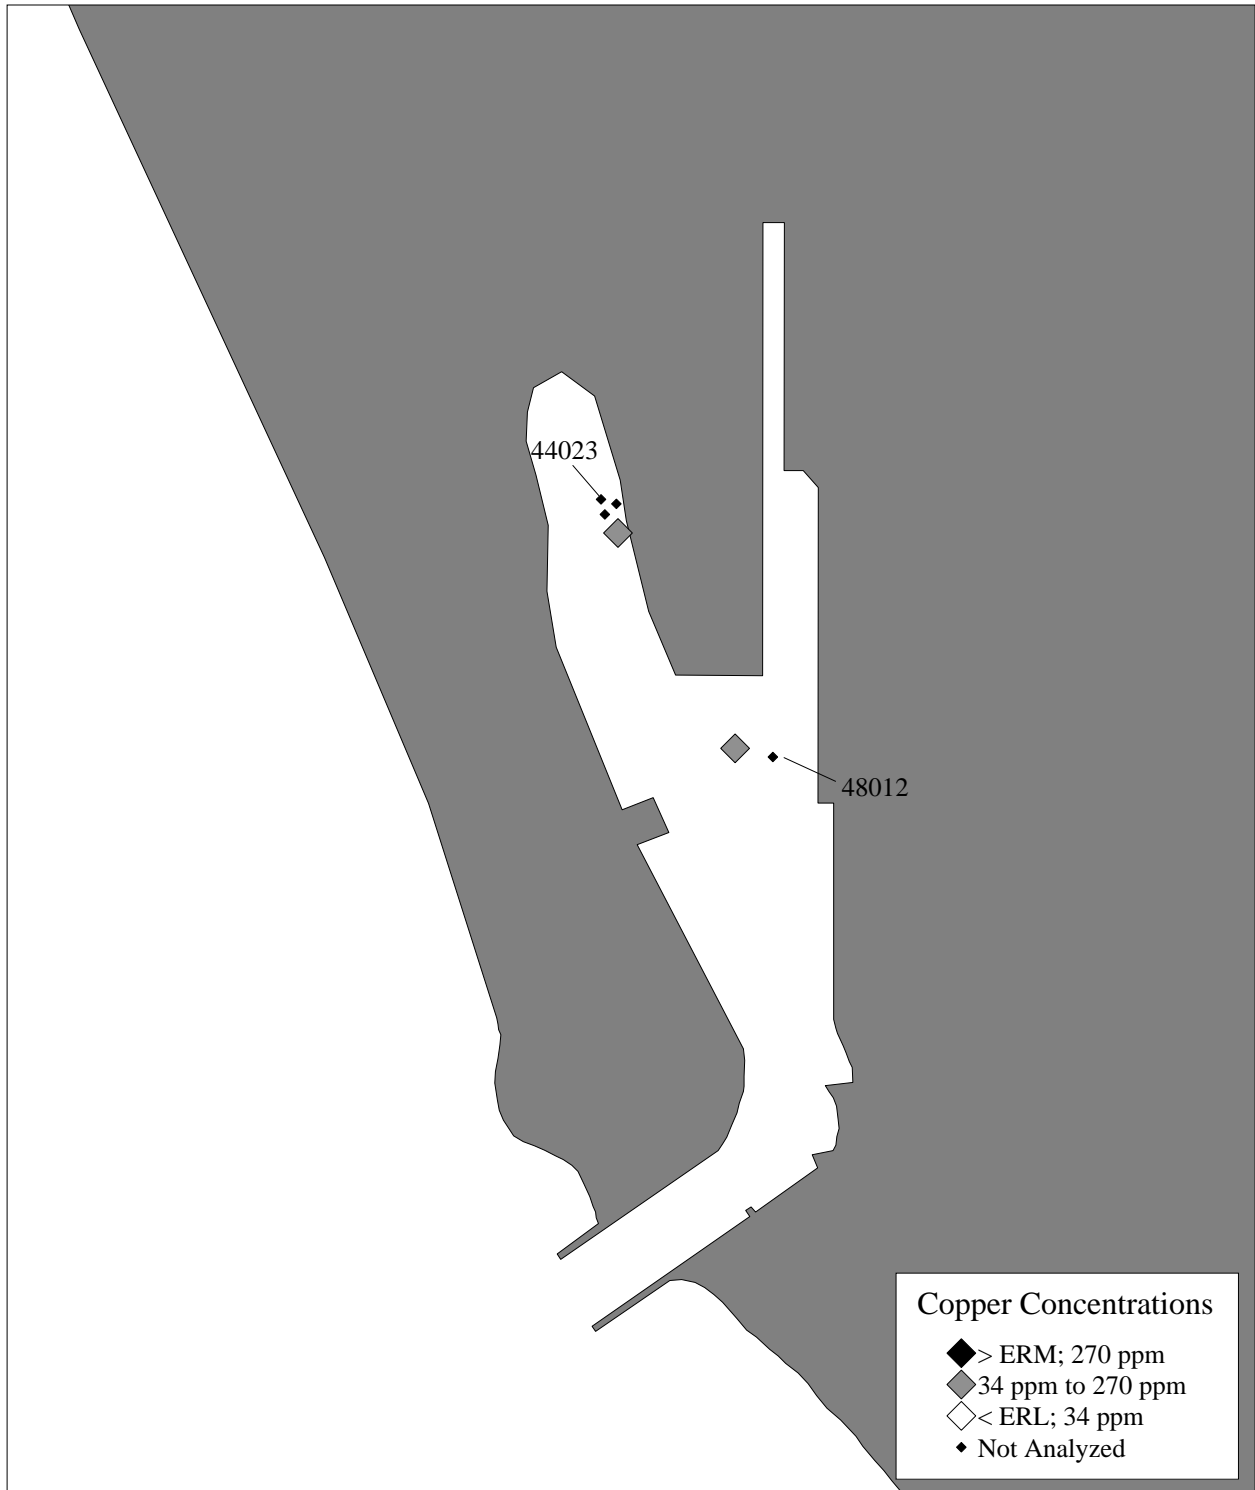 44023
48012
Copper Concentrations
> ERM; 270 ppm
34 ppm to 270 ppm
< ERL; 34 ppm
Not Analyzed